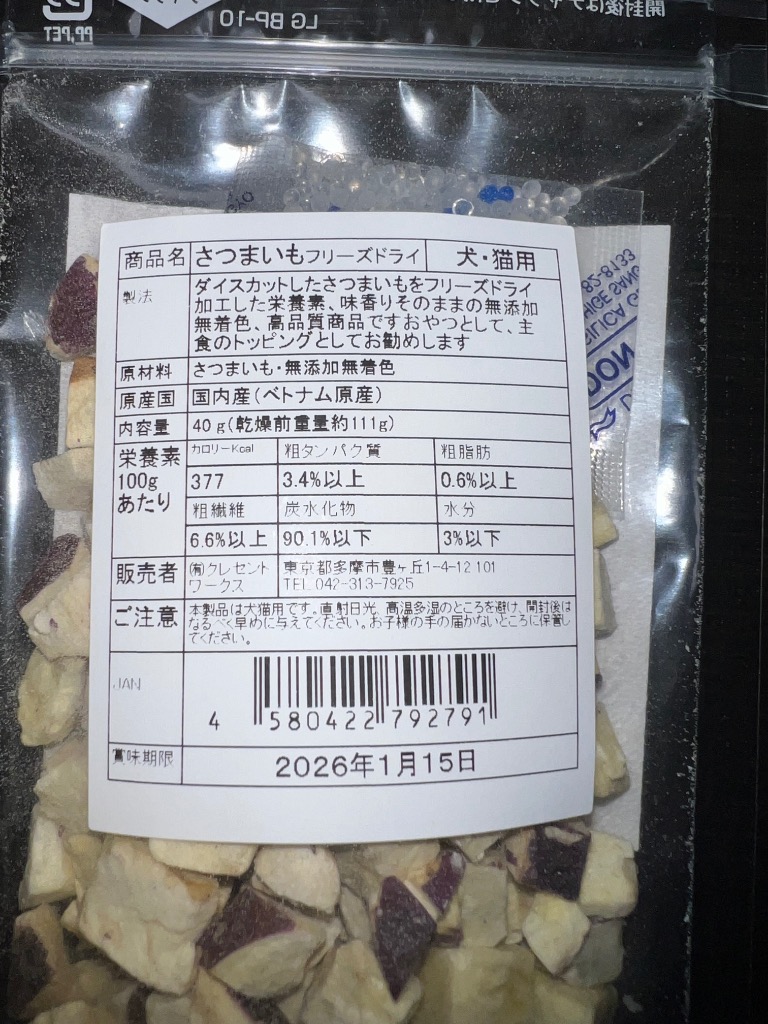 LG BP-10
PP,PET
開封後は
商品名 さつまいもフリーズドライ 犬・猫用
製法 ダイスカットしたさつまいもをフリーズドライ
加工した栄養素、味香りそのままの無添加
無着色、高品質商品ですおやつとして、主
食のトッピングとしてお勧めします
原材料 さつまいも・無添加無着色
原産国 国内産(ベトナム原産)
内容量 40g(乾燥前重量約111g)
栄養素
100g
あたり
カロリーKcal 粗タンパク質 粗脂肪
377 3.4%以上 0.6%以上
粗繊維 炭水化物 水分
6.6%以上 90.1%以下 3%以下
販売者 (有)クレセント
ワークス
東京都多摩市豊ヶ丘1-4-12 101
TEL 042-313-7925
ご注意 本製品は犬猫用です。直射日光、高温多湿のところを避け、開封後は
なるべく早めに与えてください。お子様の手の届かないところに保管し
てください。
JAN
4 580422 792791
賞味期限 2026年1月15日
82-8133